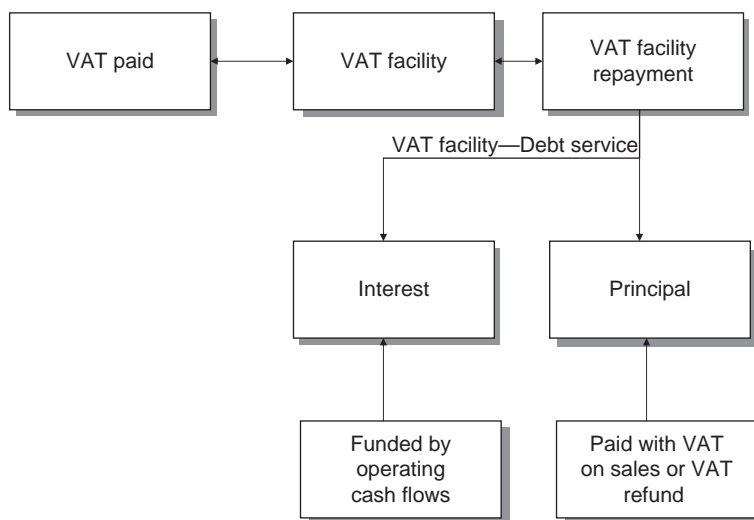 VAT paid
VAT facility
VAT facility
repayment
VAT facility—Debt service
Interest
Principal
Funded by
operating
cash flows
Paid with VAT
on sales or VAT
refund